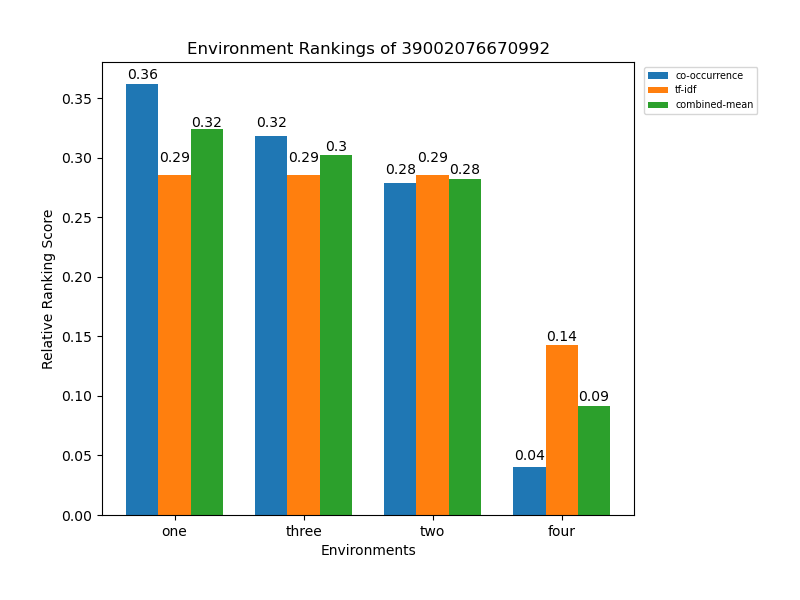 Environment Rankings of 39002076670992
co-occurrence
tf-idf
combined-mean
Relative Ranking Score
0.35
0.30
0.25
0.20
0.15
0.10
0.05
0.00
0.36
0.29
0.32
0.32
0.29
0.3
0.28
0.29
0.28
0.04
0.14
0.09
one three two four
Environments